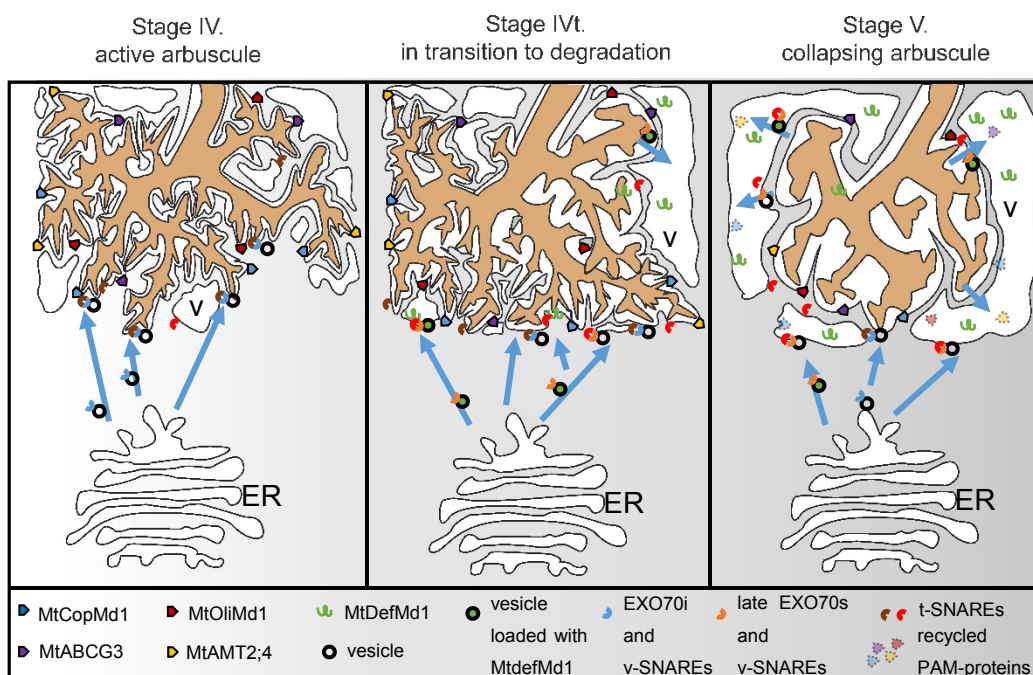 Stage IV.
active arbuscule
Stage IVt.
in transition to degradation
Stage V.
collapsing arbuscule
V
ER
V
ER
V
ER
MtCopMd1
MtOliMd1
MtDefMd1
vesicle
loaded with
MtdefMd1
EXO70i
and
v-SNAREs
late EXO70s
and
v-SNAREs
t-SNAREs
recycled
PAM-proteins
MtABCG3
MtAMT2;4
vesicle